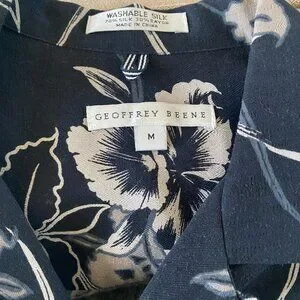 WASHABLE SILK
70% SILK 30% RAYON
MADE IN CHINA
GEOFFREY BEENE
M